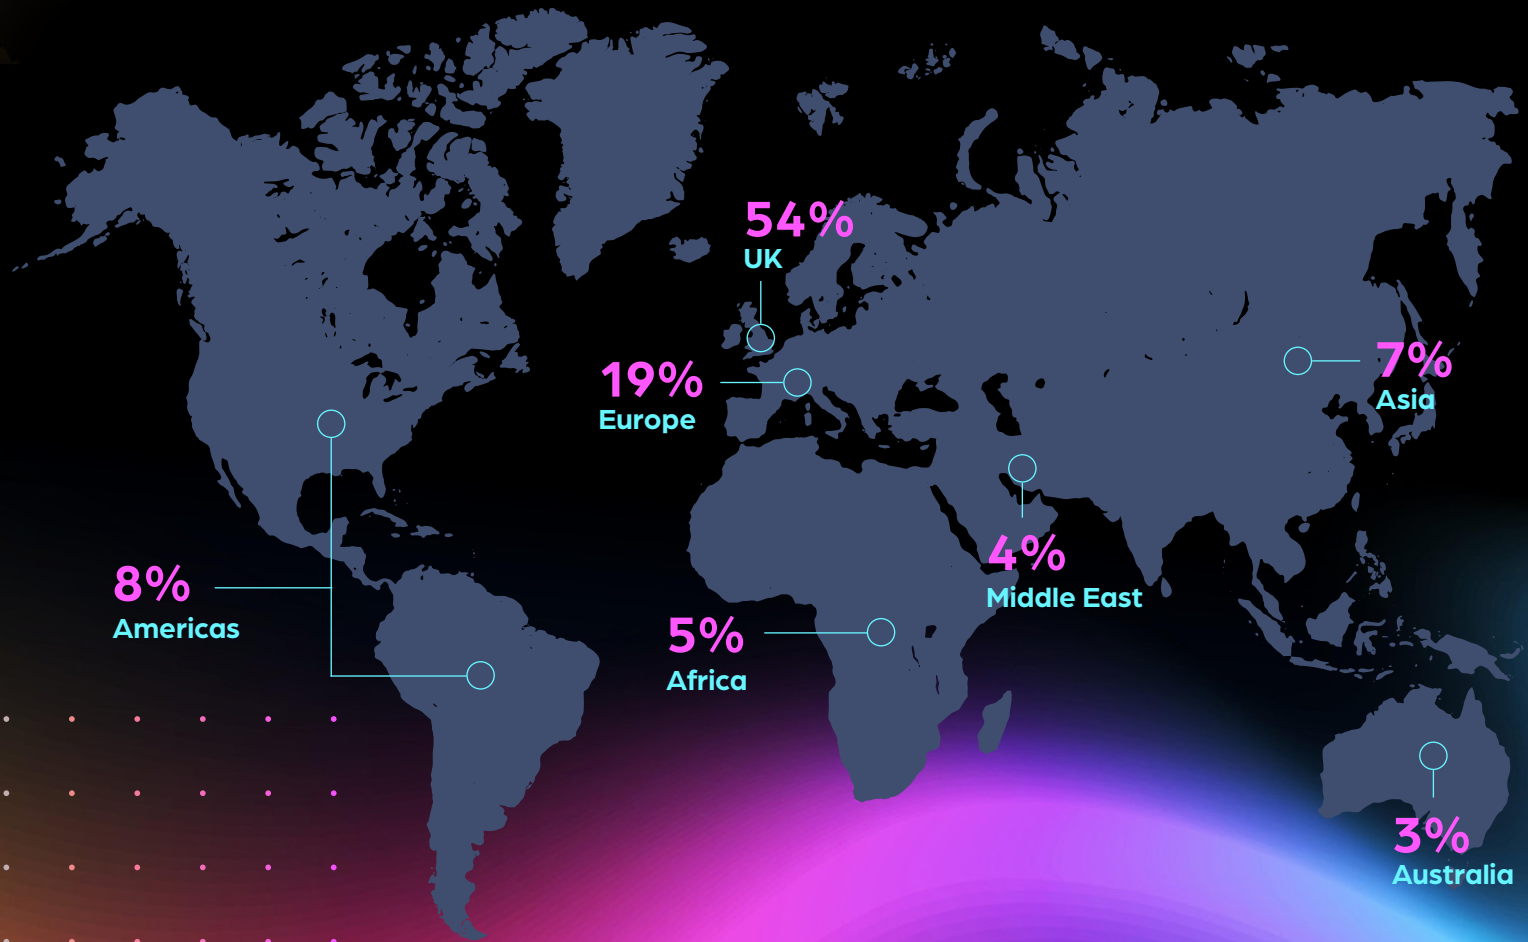 54%
UK
19%
Europe
7%
Asia
4%
Middle East
8%
Americas
5%
Africa
3%
Australia